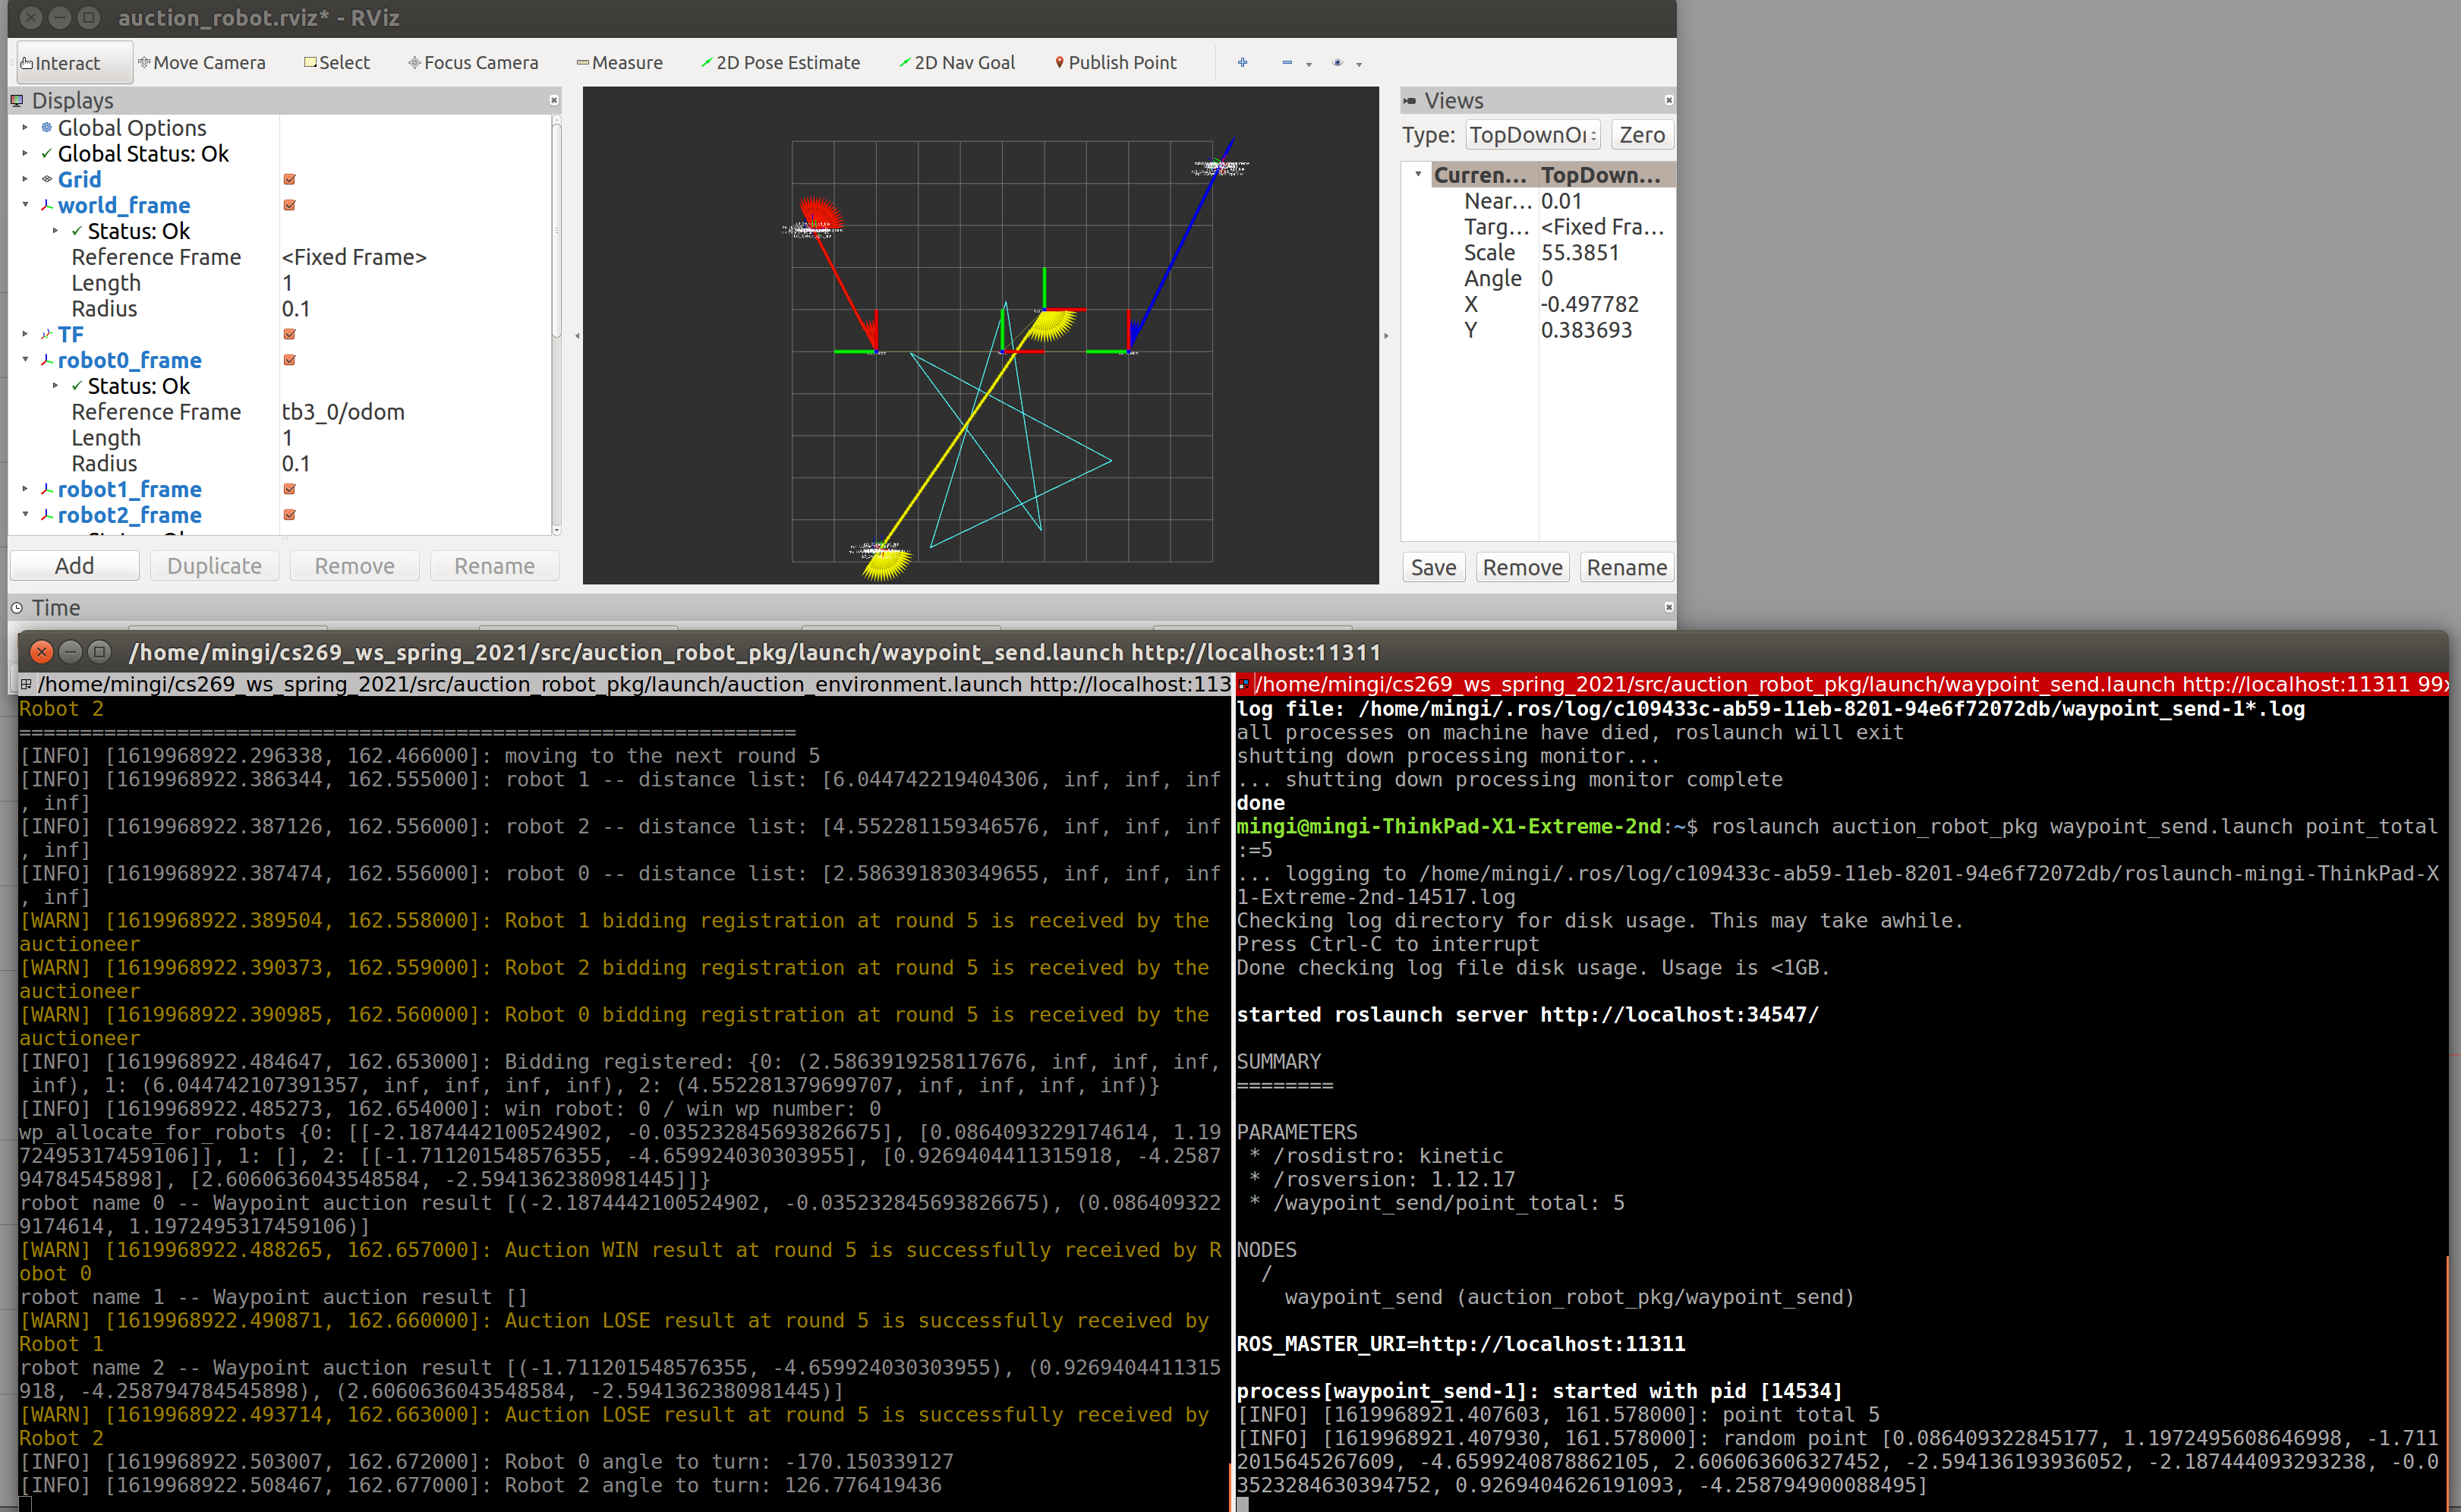 auction_robot.rviz* - RViz
Interact Move Camera Select Focus Camera Measure 2D Pose Estimate 2D Nav Goal Publish Point
Displays
Global Options
Global Status: Ok
Grid
world_frame
Status: Ok
Reference Frame <Fixed Frame>
Length 1
Radius 0.1
TF
robot0_frame
Status: Ok
Reference Frame tb3_0/odom
Length 1
Radius 0.1
robot1_frame
robot2_frame
Add Duplicate Remove Rename
Views
Type: TopDownOr Zero
Curren... TopDown...
Near... 0.01
Targ... <Fixed Fra...
Scale 55.3851
Angle 0
X -0.497782
Y 0.383693
Save Remove Rename
Time
/home/mingi/cs269_ws_spring_2021/src/auction_robot_pkg/launch/waypoint_send.launch http://localhost:11311
/home/mingi/cs269_ws_spring_2021/src/auction_robot_pkg/launch/auction_environment.launch http://localhost:113
Robot 2
================================================================
[INFO] [1619968922.296338, 162.466000]: moving to the next round 5
[INFO] [1619968922.386344, 162.555000]: robot 1 -- distance list: [6.044742219404306, inf, inf, inf
, inf]
[INFO] [1619968922.387126, 162.556000]: robot 2 -- distance list: [4.552281159346576, inf, inf, inf
, inf]
[INFO] [1619968922.387474, 162.556000]: robot 0 -- distance list: [2.586391830349655, inf, inf, inf
, inf]
[WARN] [1619968922.389504, 162.558000]: Robot 1 bidding registration at round 5 is received by the
auctioneer
[WARN] [1619968922.390373, 162.559000]: Robot 2 bidding registration at round 5 is received by the
auctioneer
[WARN] [1619968922.390985, 162.560000]: Robot 0 bidding registration at round 5 is received by the
auctioneer
[INFO] [1619968922.484647, 162.653000]: Bidding registered: {0: (2.5863919258117676, inf, inf, inf,
inf), 1: (6.044742107391357, inf, inf, inf, inf), 2: (4.552281379699707, inf, inf, inf, inf)}
[INFO] [1619968922.485273, 162.654000]: win robot: 0 / win wp number: 0
wp_allocate_for_robots {0: [[-2.1874442100524902, -0.035232845693826675], [0.0864093229174614, 1.19
72495317459106]], 1: [], 2: [[-1.711201548576355, -4.659924030303955], [0.9269404411315918, -4.2587
94784545898], [2.6060636043548584, -2.5941362380981445]]}
robot name 0 -- Waypoint auction result [(-2.1874442100524902, -0.035232845693826675), (0.086409322
9174614, 1.1972495317459106)]
[WARN] [1619968922.488265, 162.657000]: Auction WIN result at round 5 is successfully received by R
obot 0
robot name 1 -- Waypoint auction result []
[WARN] [1619968922.490871, 162.660000]: Auction LOSE result at round 5 is successfully received by
Robot 1
robot name 2 -- Waypoint auction result [(-1.711201548576355, -4.659924030303955), (0.9269404411315
918, -4.258794784545898), (2.6060636043548584, -2.5941362380981445)]
[WARN] [1619968922.493714, 162.663000]: Auction LOSE result at round 5 is successfully received by
Robot 2
[INFO] [1619968922.503007, 162.672000]: Robot 0 angle to turn: -170.150339127
[INFO] [1619968922.508467, 162.677000]: Robot 2 angle to turn: 126.776419436
/home/mingi/cs269_ws_spring_2021/src/auction_robot_pkg/launch/waypoint_send.launch http://localhost:11311 99x
log file: /home/mingi/.ros/log/c109433c-ab59-11eb-8201-94e6f72072db/waypoint_send-1*.log
all processes on machine have died, roslaunch will exit
shutting down processing monitor...
... shutting down processing monitor complete
done
mingi@mingi-ThinkPad-X1-Extreme-2nd:~$ roslaunch auction_robot_pkg waypoint_send.launch point_total
:=5
... logging to /home/mingi/.ros/log/c109433c-ab59-11eb-8201-94e6f72072db/roslaunch-mingi-ThinkPad-X
1-Extreme-2nd-14517.log
Checking log directory for disk usage. This may take awhile.
Press Ctrl-C to interrupt
Done checking log file disk usage. Usage is <1GB.
started roslaunch server http://localhost:34547/
SUMMARY
========
PARAMETERS
* /rosdistro: kinetic
* /rosversion: 1.12.17
* /waypoint_send/point_total: 5
NODES
/
waypoint_send (auction_robot_pkg/waypoint_send)
ROS_MASTER_URI=http://localhost:11311
process[waypoint_send-1]: started with pid [14534]
[INFO] [1619968921.407603, 161.578000]: point total 5
[INFO] [1619968921.407930, 161.578000]: random point [0.086409322845177, 1.1972495608646998, -1.711
2015645267609, -4.6599240878862105, 2.606063606327452, -2.594136193936052, -2.187444093293238, -0.0
3523284630394752, 0.9269404626191093, -4.258794900088495]